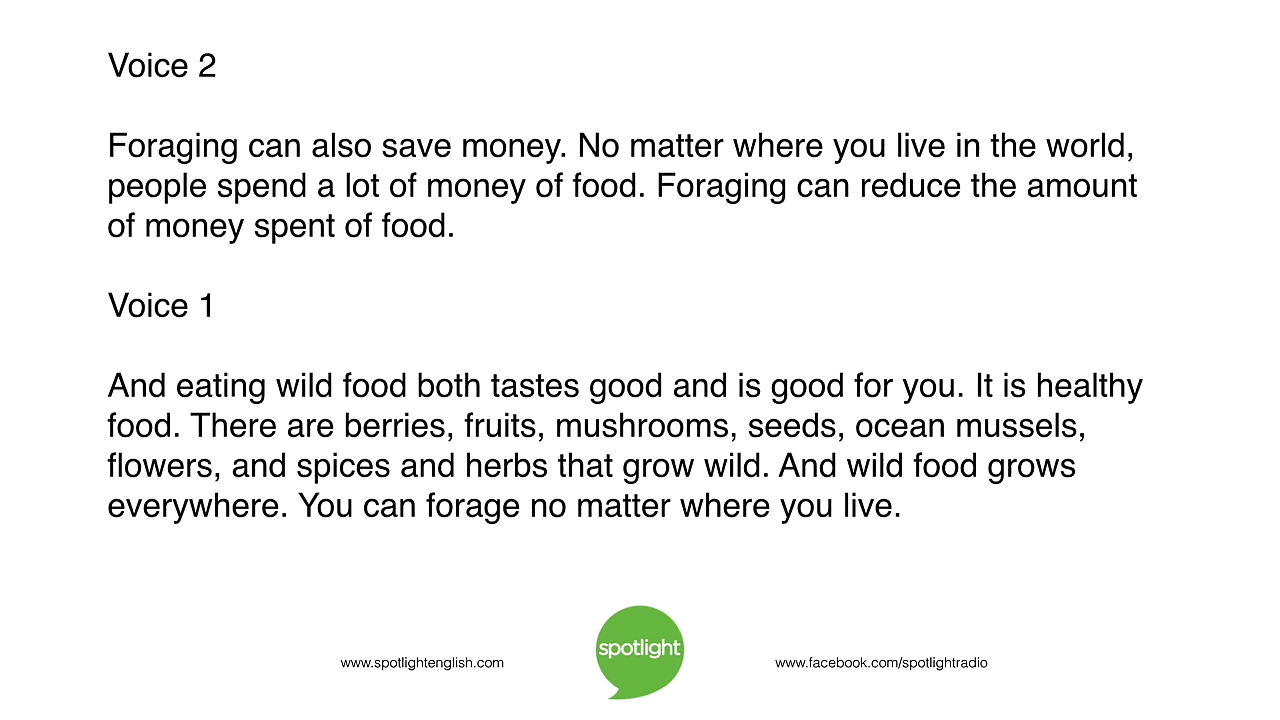 Voice 2
Foraging can also save money. No matter where you live in the world,
people spend a lot of money of food. Foraging can reduce the amount
of money spent of food.
Voice 1
And eating wild food both tastes good and is good for you. It is healthy
food. There are berries, fruits, mushrooms, seeds, ocean mussels,
flowers, and spices and herbs that grow wild. And wild food grows
everywhere. You can forage no matter where you live.
www.spotlightenglish.com
spotlight
www.facebook.com/spotlightradio